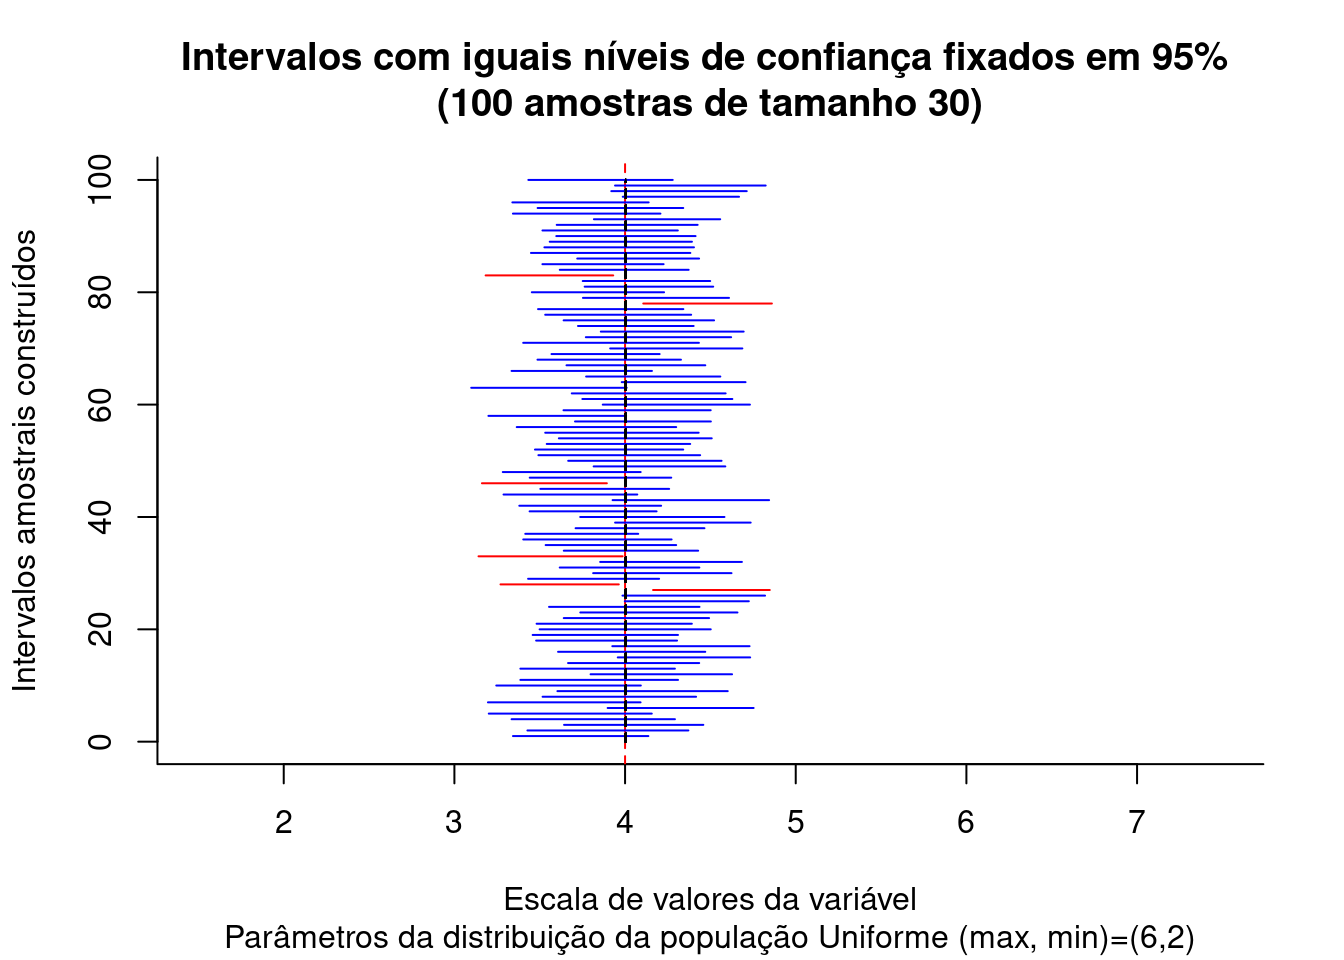 Intervalos com iguais níveis de confiança fixados em 95%
(100 amostras de tamanho 30)
Intervalos amostrais construídos
100
80
60
40
20
0
2 3 4 5 6 7
Escala de valores da variável
Parâmetros da distribuição da população Uniforme (max, min)=(6,2)